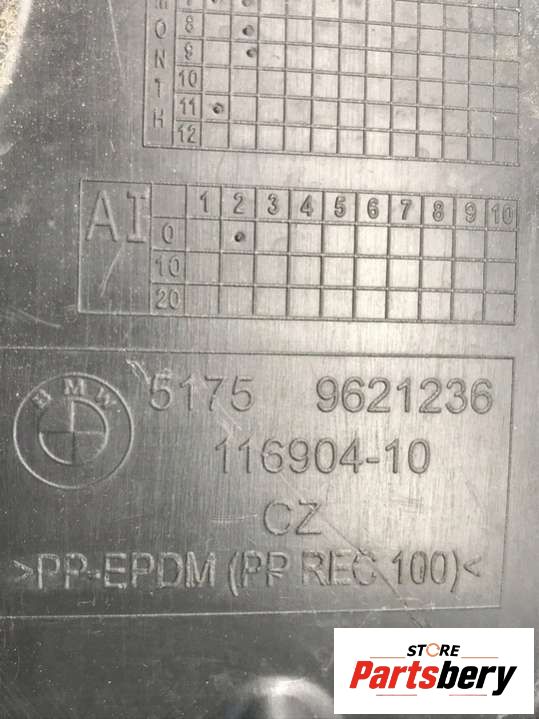 M
O
N
T
H
8
9
10
11
12
AI
1 2 3 4 5 6 7 8 9 10
0
10
20
BMW
5175 9621236
116904-10
CZ
>PP-EPDM (PP REC 100)<
STORE
Partsbery